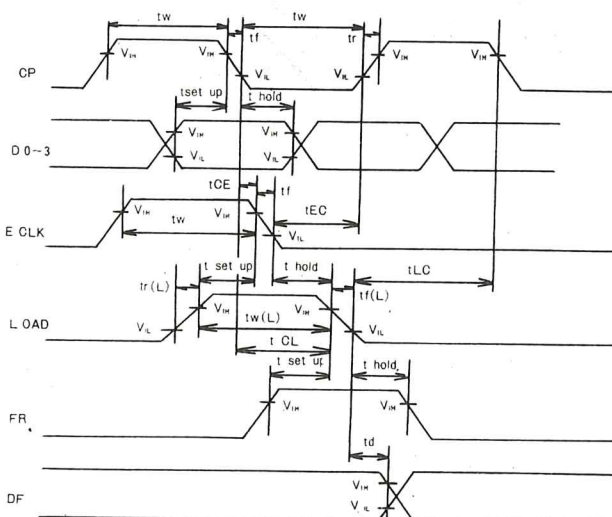 tw tf tw tr
CP VIH VIH VIL VIL VIH VIH
tset up t hold
D 0~3 VIH VIL VIH VIL
tCE tf
tEC
E CLK VIH tw VIH VIL
t set up t hold tLC
tr(L) tf(L)
LOAD VIL VIH tw(L) VIH VIL
t CL
t set up t hold
FR VIH VIH
td
DF VIH
VIL